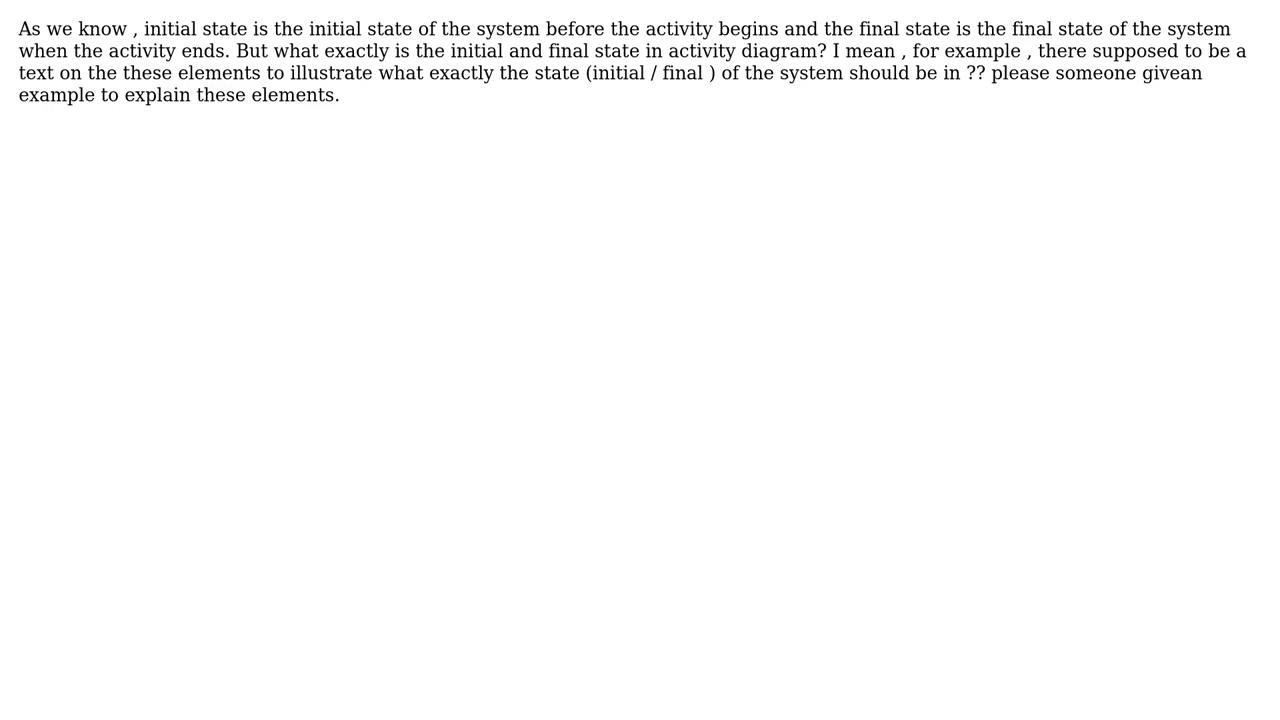 As we know , initial state is the initial state of the system before the activity begins and the final state is the final state of the system
when the activity ends. But what exactly is the initial and final state in activity diagram? I mean , for example , there supposed to be a
text on the these elements to illustrate what exactly the state (initial / final ) of the system should be in ?? please someone givean
example to explain these elements.